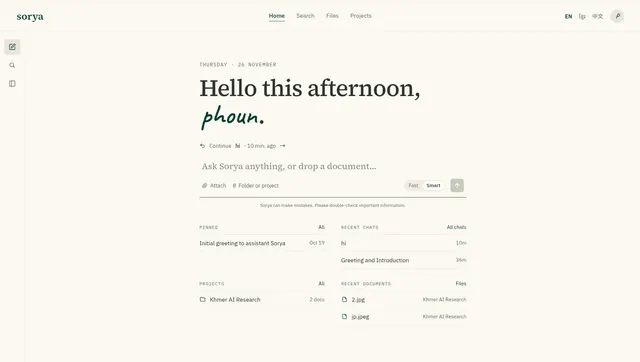 sorya
Home Search Files Projects
EN ខ្មែ 中文 P
THURSDAY · 26 NOVEMBER
Hello this afternoon,
phoun.
Continue hi · 10 min. ago →
Ask Sorya anything, or drop a document...
Attach # Folder or project
Fast Smart
Sorya can make mistakes. Please double-check important information.
PINNED All
Initial greeting to assistant Sorya Oct 19
RECENT CHATS All chats
hi 10m
Greeting and Introduction 36m
PROJECTS All
Khmer AI Research 2 docs
RECENT DOCUMENTS Files
2.jpg Khmer AI Research
jp.jpeg Khmer AI Research